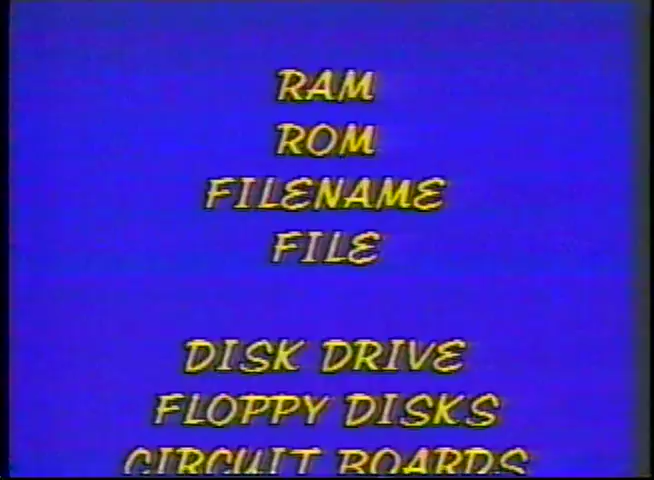 RAM
ROM
FILENAME
FILE
DISK DRIVE
FLOPPY DISKS
CIRCUIT BOARDS